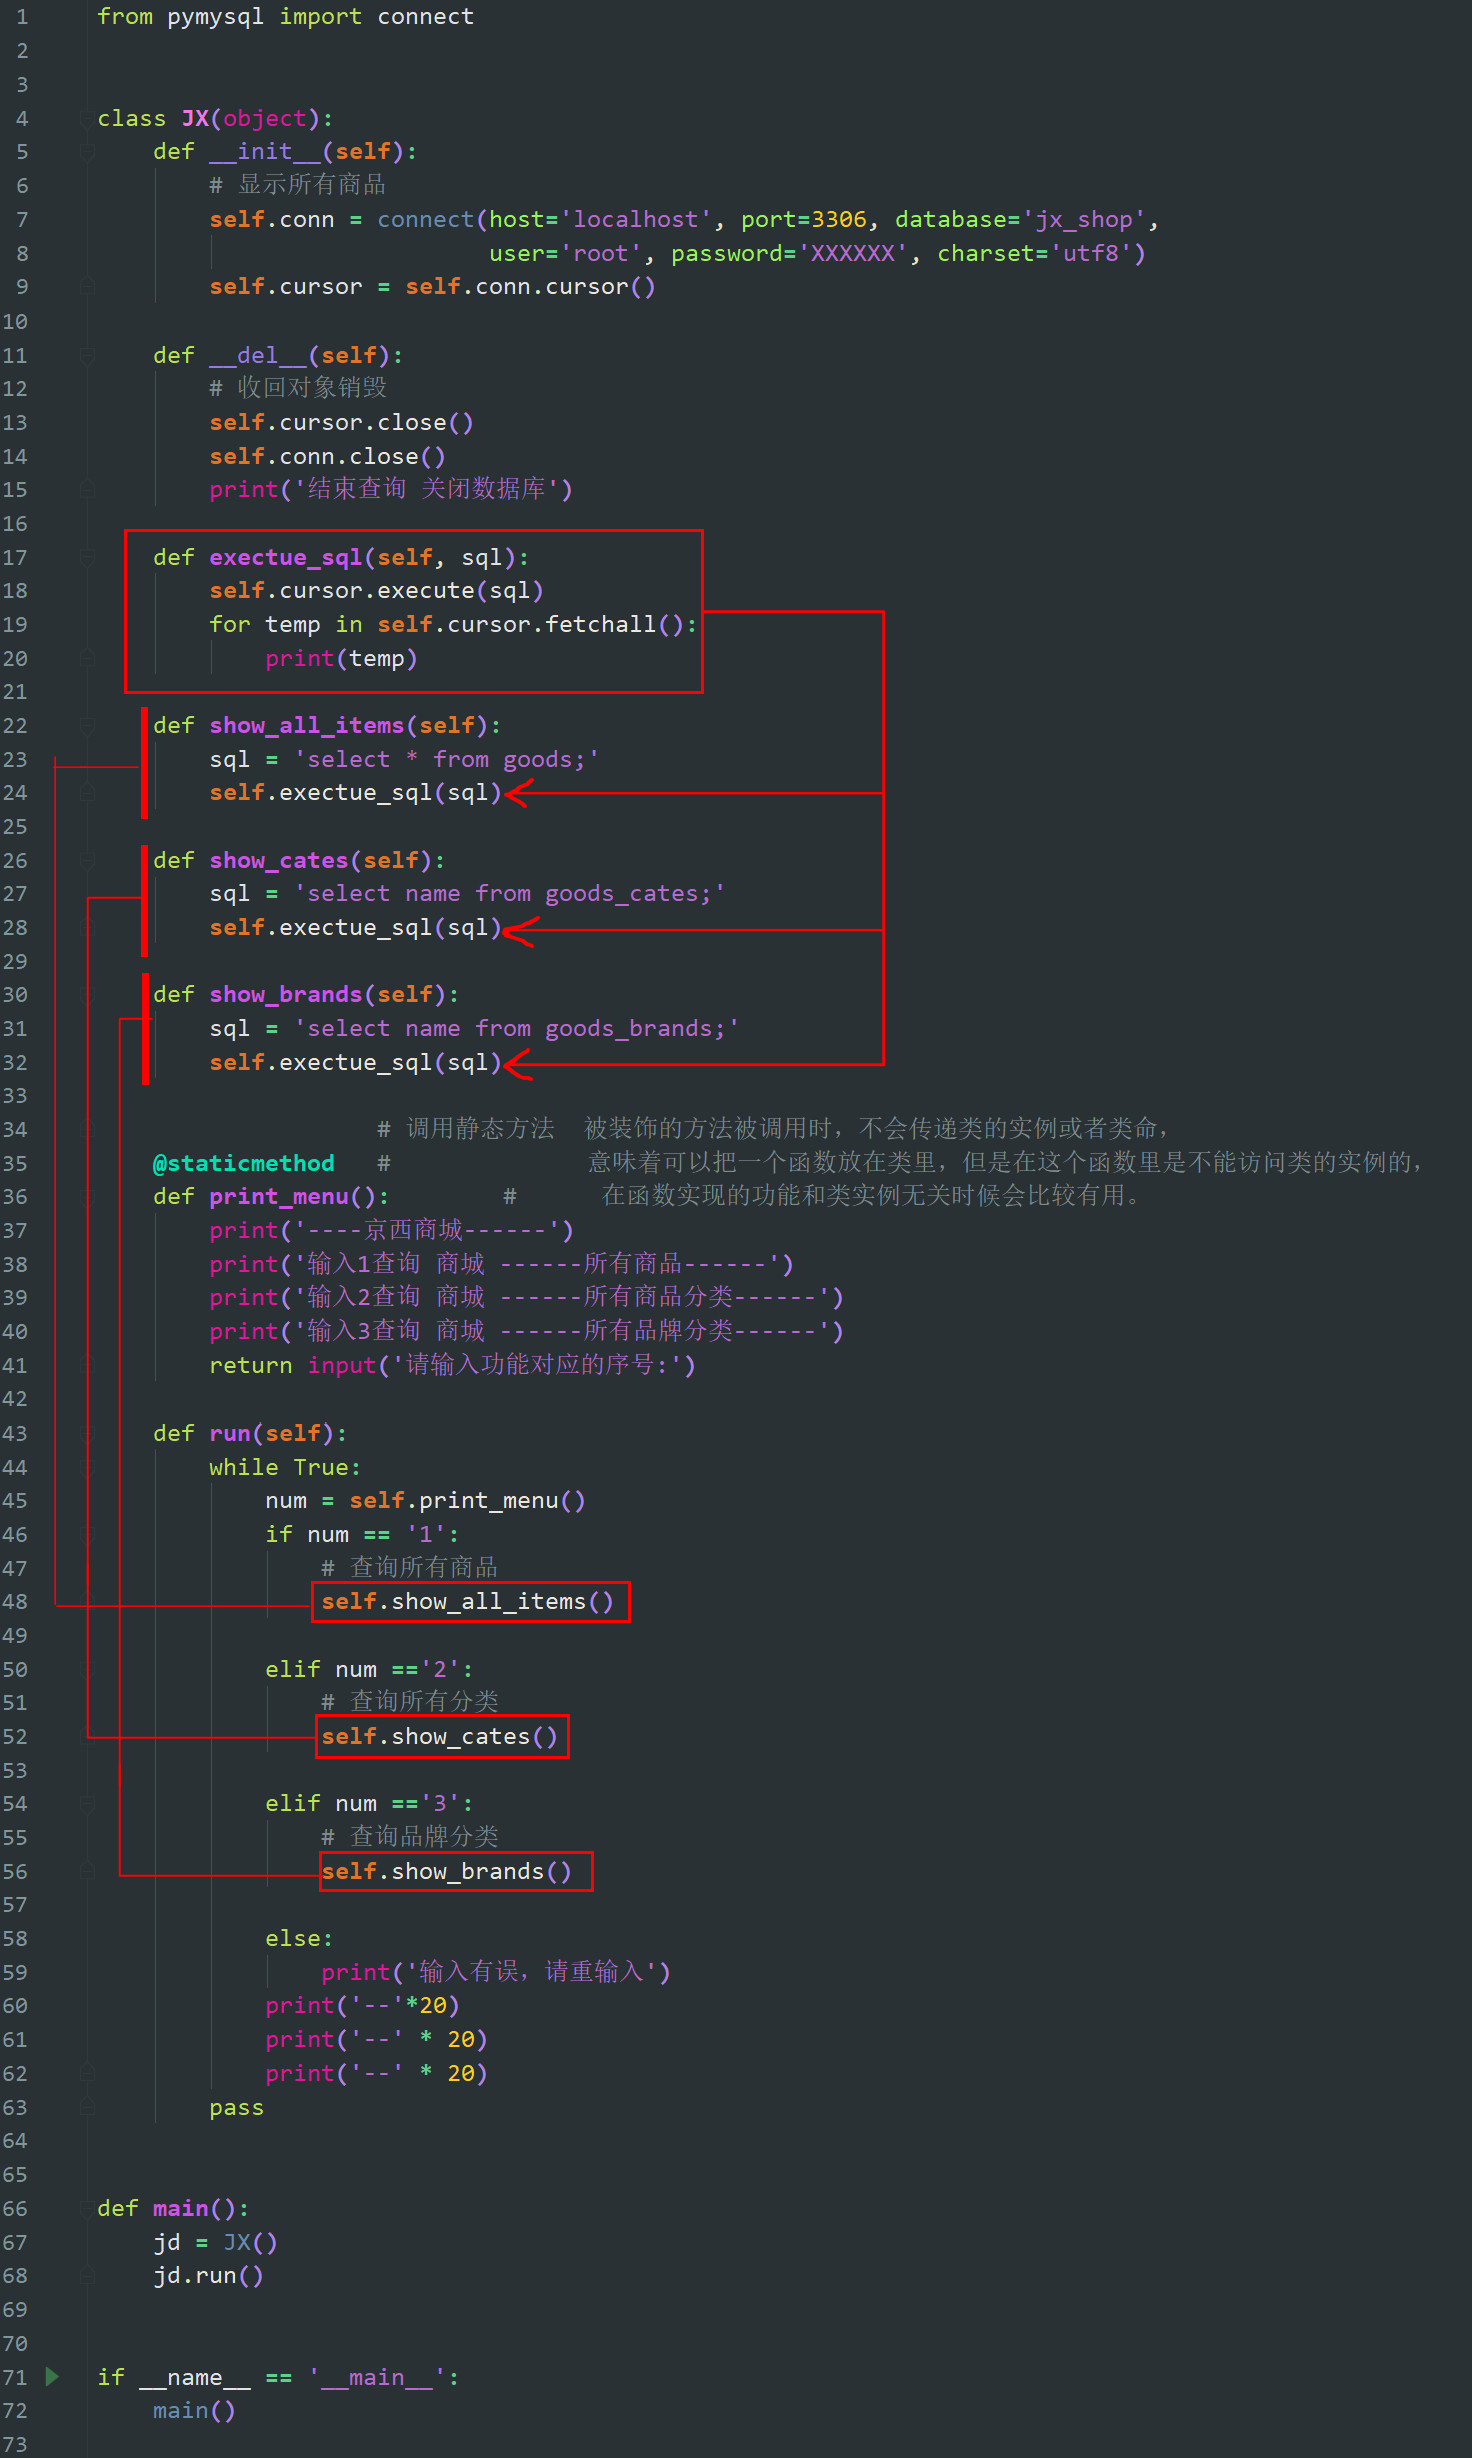 1 from pymysql import connect
2
3
4 class JX(object):
5     def __init__(self):
6         # 显示所有商品
7         self.conn = connect(host='localhost', port=3306, database='jx_shop',
8                             user='root', password='XXXXXX', charset='utf8')
9         self.cursor = self.conn.cursor()
10
11     def __del__(self):
12         # 收回对象销毁
13         self.cursor.close()
14         self.conn.close()
15         print('结束查询 关闭数据库')
16
17     def exectue_sql(self, sql):
18         self.cursor.execute(sql)
19         for temp in self.cursor.fetchall():
20             print(temp)
21
22     def show_all_items(self):
23         sql = 'select * from goods;'
24         self.exectue_sql(sql)
25
26     def show_cates(self):
27         sql = 'select name from goods_cates;'
28         self.exectue_sql(sql)
29
30     def show_brands(self):
31         sql = 'select name from goods_brands;'
32         self.exectue_sql(sql)
33
34                     # 调用静态方法  被装饰的方法被调用时，不会传递类的实例或者类命，
35     @staticmethod   #              意味着可以把一个函数放在类里，但是在这个函数里是不能访问类的实例的，
36     def print_menu():        #      在函数实现的功能和类实例无关时候会比较有用。
37         print('----京西商城------')
38         print('输入1查询 商城 ------所有商品------')
39         print('输入2查询 商城 ------所有商品分类------')
40         print('输入3查询 商城 ------所有品牌分类------')
41         return input('请输入功能对应的序号:')
42
43     def run(self):
44         while True:
45             num = self.print_menu()
46             if num == '1':
47                 # 查询所有商品
48                 self.show_all_items()
49
50             elif num =='2':
51                 # 查询所有分类
52                 self.show_cates()
53
54             elif num =='3':
55                 # 查询品牌分类
56                 self.show_brands()
57
58             else:
59                 print('输入有误，请重输入')
60             print('--'*20)
61             print('--' * 20)
62             print('--' * 20)
63         pass
64
65
66 def main():
67     jd = JX()
68     jd.run()
69
70
71 if __name__ == '__main__':
72     main()
73